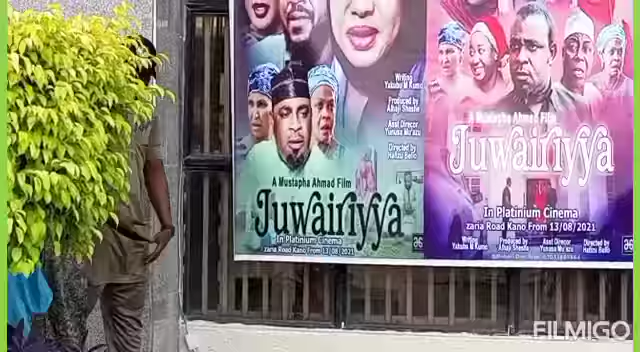 Writing
Yakubu M Kumo
Produced by
Alhaji Sheshe
Asst Direcor
Yunusa Mu'azu
Directed by
Hafizu Bello
A Mustapha Ahmad Film
Juwairiyya
In Platinium Cinema
zaria Road Kano From 13/08/2021
A Mustapha Ahmad Film
Juwairiyya
In Platinium Cinema
zaria Road Kano From 13/08/2021
Writing
Yakubu M Kumo
Produced by
Alhaji Sheshe
Asst Direcor
Yunusa Mu'azu
Directed by
Hafizu Bello
FILMIGO